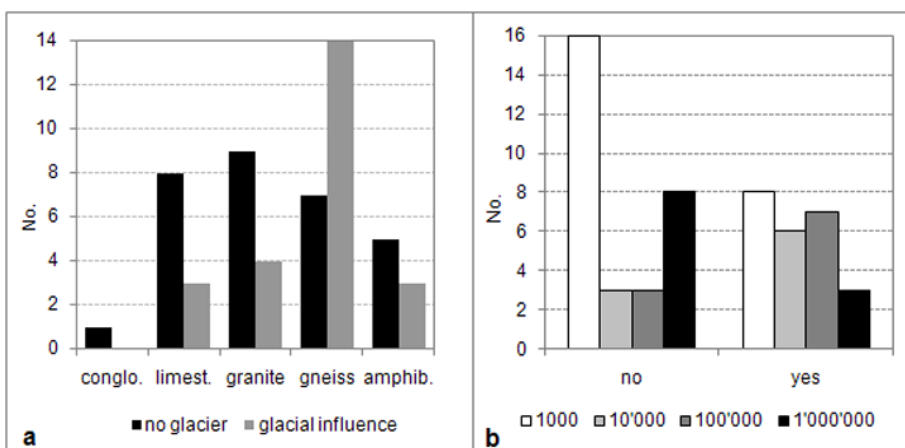 14
12
10
8
6
4
2
0
No.
conglo. limest. granite gneiss amphib.
no glacier glacial influence
a
16
14
12
10
8
6
4
2
0
No.
no yes
1000 10'000 100'000 1'000'000
b